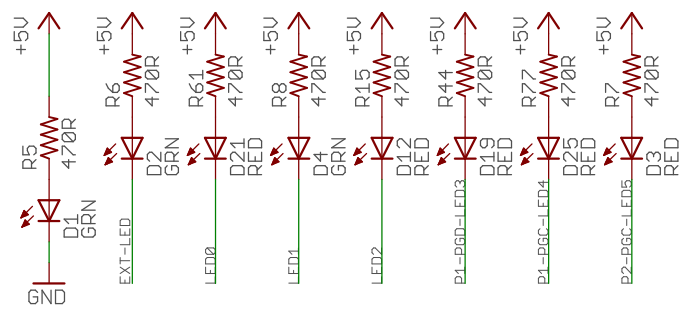 +5V
R5
470R
D1
GRN
GND
+5V
R6
470R
D2
GRN
EXT-LED
+5V
R61
470R
D21
RED
LED0
+5V
R8
470R
D4
GRN
LED1
+5V
R15
470R
D12
RED
LED2
+5V
R44
470R
D19
RED
P1-PGD-LED3
+5V
R77
470R
D25
RED
P1-PGC-LED4
+5V
R7
470R
D3
RED
P2-PGC-LED5